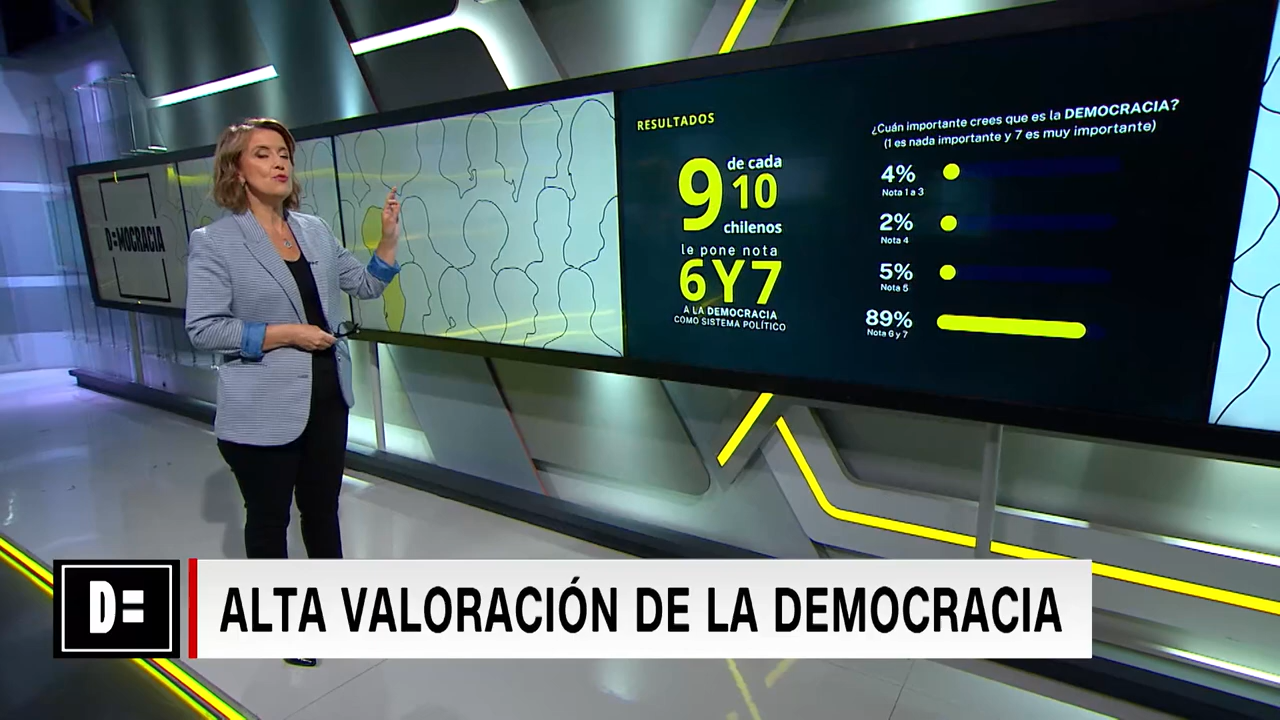 D=MOCRACIA
RESULTADOS
9 de cada
10
chilenos
le pone nota
6 Y 7
A LA DEMOCRACIA
COMO SISTEMA POLÍTICO
¿Cuán importante crees que es la DEMOCRACIA?
(1 es nada importante y 7 es muy importante)
4%
Nota 1 a 3
2%
Nota 4
5%
Nota 5
89%
Nota 6 y 7
D=
ALTA VALORACIÓN DE LA DEMOCRACIA